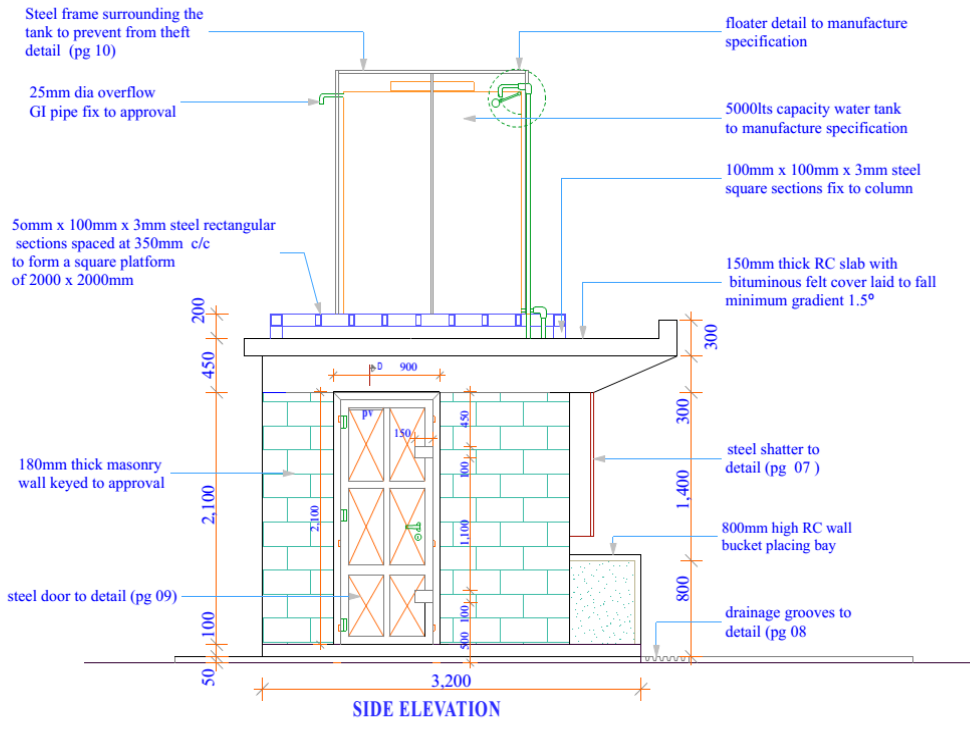 Steel frame surrounding the
tank to prevent from theft
detail  (pg 10)
floater detail to manufacture
specification
25mm dia overflow
GI pipe fix to approval
5000lts capacity water tank
to manufacture specification
100mm x 100mm x 3mm steel
square sections fix to column
5omm x 100mm x 3mm steel rectangular
sections spaced at 350mm  c/c
to form a square platform
of 2000 x 2000mm
150mm thick RC slab with
bituminous felt cover laid to fall
minimum gradient 1.5º
200
300
450
D
900
pv
450
300
150
steel shatter to
detail (pg  07 )
180mm thick masonry
wall keyed to approval
100
1,400
2,100
2,100
1,100
800mm high RC wall
bucket placing bay
steel door to detail (pg 09)
800
100
100
500
drainage grooves to
detail (pg 08
50
3,200
SIDE ELEVATION